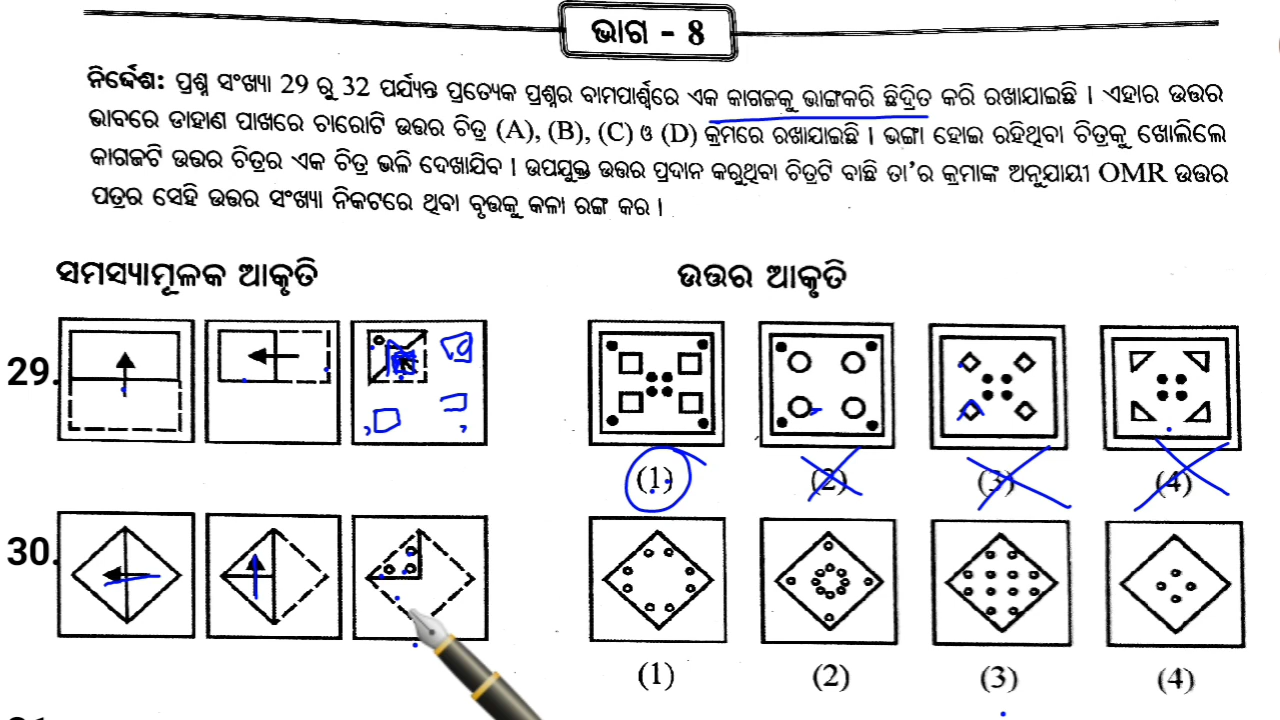 ଭାଗ - 8
ନିର୍ଦ୍ଦେଶ: ପ୍ରଶ୍ନ ସଂଖ୍ୟା 29 ରୁ 32 ପର୍ଯ୍ୟନ୍ତ ପ୍ରତ୍ୟେକ ପ୍ରଶ୍ନର ବାମପାର୍ଶ୍ୱରେ ଏକ କାଗଜକୁ ଭାଙ୍ଗକରି ଛିଦ୍ରିତ କରି ରଖାଯାଇଛି । ଏହାର ଉତ୍ତର
ଭାବରେ ଡାହାଣ ପାଖରେ ଚାରୋଟି ଉତ୍ତର ଚିତ୍ର (A), (B), (C) ଓ (D) କ୍ରମରେ ରଖାଯାଇଛି । ଭଙ୍ଗା ହୋଇ ରହିଥିବା ଚିତ୍ରକୁ ଖୋଲିଲେ
କାଗଜଟି ଉତ୍ତର ଚିତ୍ରର ଏକ ଚିତ୍ର ଭଳି ଦେଖାଯିବ । ଉପଯୁକ୍ତ ଉତ୍ତର ପ୍ରଦାନ କରୁଥିବା ଚିତ୍ରଟି ବାଛି ତା'ର କ୍ରମାଙ୍କ ଅନୁଯାୟୀ OMR ଉତ୍ତର
ପତ୍ରର ସେହି ଉତ୍ତର ସଂଖ୍ୟା ନିକଟରେ ଥିବା ବୃତ୍ତକୁ କଳା ରଙ୍ଗ କର ।
ସମସ୍ୟାମୂଳକ ଆକୃତି ଉତ୍ତର ଆକୃତି
29.
(1) (2) (3) (4)
30.
(1) (2) (3) (4)